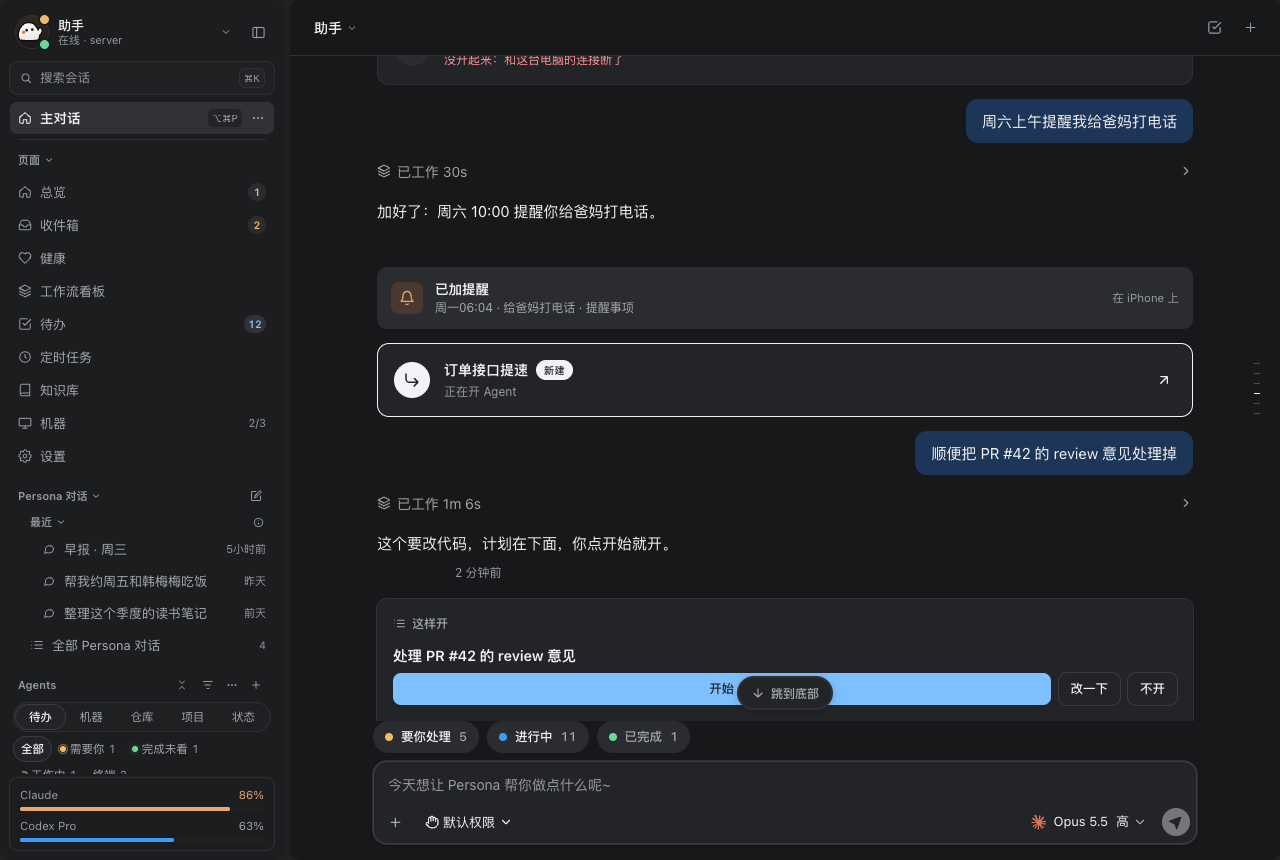 助手
在线 · server
搜索会话
⌘K
主对话
⌥⌘P
页面
总览
1
收件箱
2
健康
工作流看板
待办
12
定时任务
知识库
机器
2/3
设置
Persona 对话
最近
早报 · 周三
5小时前
帮我约周五和韩梅梅吃饭
昨天
整理这个季度的读书笔记
前天
全部 Persona 对话
4
Agents
待办
机器
仓库
项目
状态
全部
需要你 1
完成未看 1
工作中 1
终端 2
Claude
86%
Codex Pro
63%
助手
没开起来：和这台电脑的连接断了
周六上午提醒我给爸妈打电话
已工作 30s
加好了：周六 10:00 提醒你给爸妈打电话。
已加提醒
周一06:04 · 给爸妈打电话 · 提醒事项
在 iPhone 上
订单接口提速
新建
正在开 Agent
顺便把 PR #42 的 review 意见处理掉
已工作 1m 6s
这个要改代码，计划在下面，你点开始就开。
2 分钟前
这样开
处理 PR #42 的 review 意见
开始
跳到底部
改一下
不开
要你处理 5
进行中 11
已完成 1
今天想让 Persona 帮你做点什么呢~
默认权限
Opus 5.5 高